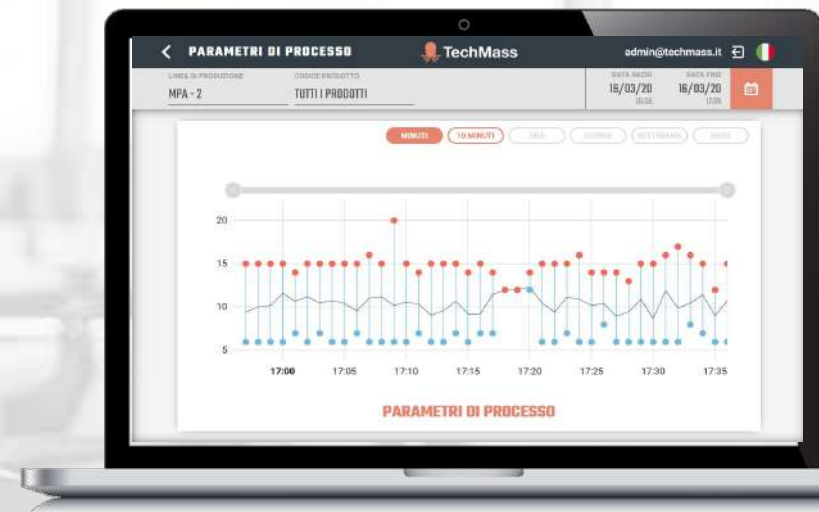 PARAMETRI DI PROCESSO
TechMass
admin@techmass.it
LINEA DI PRODUZIONE
CODICE PRODOTTO
DATA INIZIO
DATA FINE
MPA - 2
TUTTI I PRODOTTI
16/03/20
16/03/20
MINUTI
10 MINUTI
ORA
GIORNO
SETTIMANA
MESE
20
15
10
5
17:00
17:05
17:10
17:15
17:20
17:25
17:30
17:35
PARAMETRI DI PROCESSO